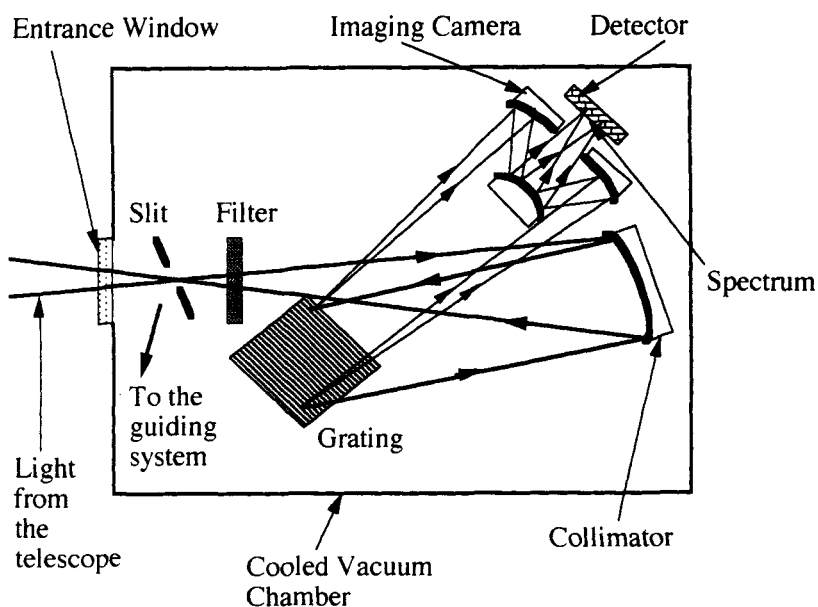 Entrance Window
Imaging Camera
Detector
Slit
Filter
Spectrum
To the
guiding
system
Grating
Light
from
the
telescope
Collimator
Cooled Vacuum
Chamber